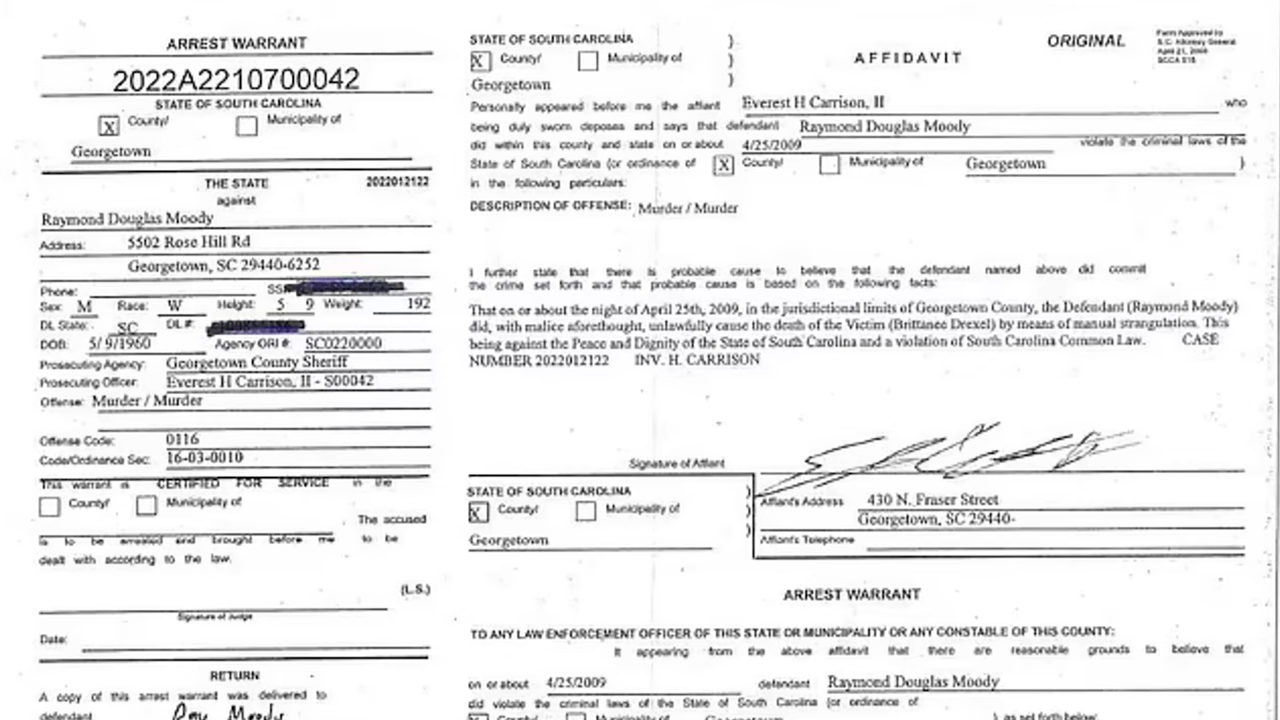 ARREST WARRANT
2022A2210700042
STATE OF SOUTH CAROLINA
X County/ Municipality of
Georgetown
THE STATE 2022012122
against
Raymond Douglas Moody
Address: 5502 Rose Hill Rd
Georgetown, SC 29440-6252
Phone: SS
Sex: M Race: W Height: 5 9 Weight: 192
DL State: SC DL #:
DOB: 5/ 9/1960 Agency ORI #: SC0220000
Prosecuting Agency: Georgetown County Sheriff
Prosecuting Officer: Everest H Carrison, II - S00042
Offense: Murder / Murder
Offense Code: 0116
Code/Ordinance Sec: 16-03-0010
This warrant is CERTIFIED FOR SERVICE in the
County/ Municipality of
The accused
is to be arrested and brought before me to be
dealt with according to the law.
(L.S.)
Signature of Judge
Date:
RETURN
A copy of this arrest warrant was delivered to
defendant Ray Moody
STATE OF SOUTH CAROLINA )
X County/ Municipality of )
Georgetown )
AFFIDAVIT
ORIGINAL
Form Approved by
S.C. Attorney General
April 21, 2003
SCCA 518
Personally appeared before me the affiant Everest H Carrison, II who
being duly sworn deposes and says that defendant Raymond Douglas Moody
did within this county and state on or about 4/25/2009 violate the criminal laws of the
State of South Carolina (or ordinance of X County/ Municipality of Georgetown )
in the following particulars:
DESCRIPTION OF OFFENSE: Murder / Murder
I further state that there is probable cause to believe that the defendant named above did commit
the crime set forth and that probable cause is based on the following facts:
That on or about the night of April 25th, 2009, in the jurisdictional limits of Georgetown County, the Defendant (Raymond Moody)
did, with malice aforethought, unlawfully cause the death of the Victim (Brittanee Drexel) by means of manual strangulation. This
being against the Peace and Dignity of the State of South Carolina and a violation of South Carolina Common Law. CASE
NUMBER 2022012122 INV. H. CARRISON
Signature of Affiant
STATE OF SOUTH CAROLINA )
X County/ Municipality of )
Georgetown )
Affiant's Address 430 N. Fraser Street
Georgetown, SC 29440-
Affiant's Telephone
ARREST WARRANT
TO ANY LAW ENFORCEMENT OFFICER OF THIS STATE OR MUNICIPALITY OR ANY CONSTABLE OF THIS COUNTY:
It appearing from the above affidavit that there are reasonable grounds to believe that
on or about 4/25/2009 defendant Raymond Douglas Moody
did violate the criminal laws of the State of South Carolina (or ordinance of
X County/ Municipality of Georgetown ) as set forth below: